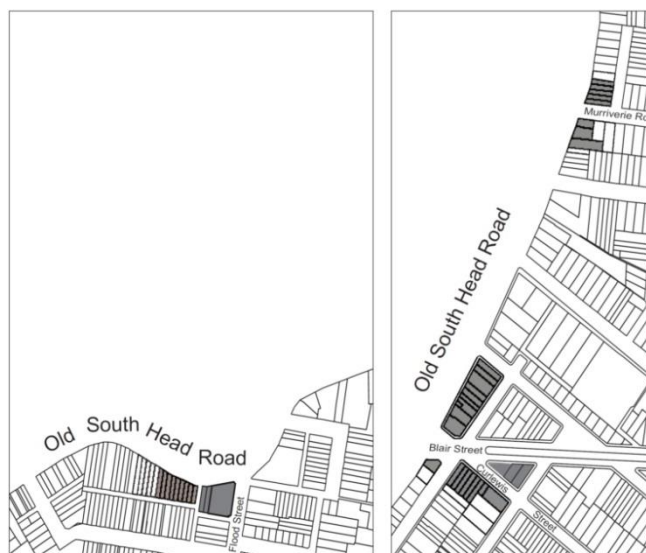 Old South Head Road
Flood Street
Murriverie Ro
Old South Head Road
Blair Street
Curlewis
Street